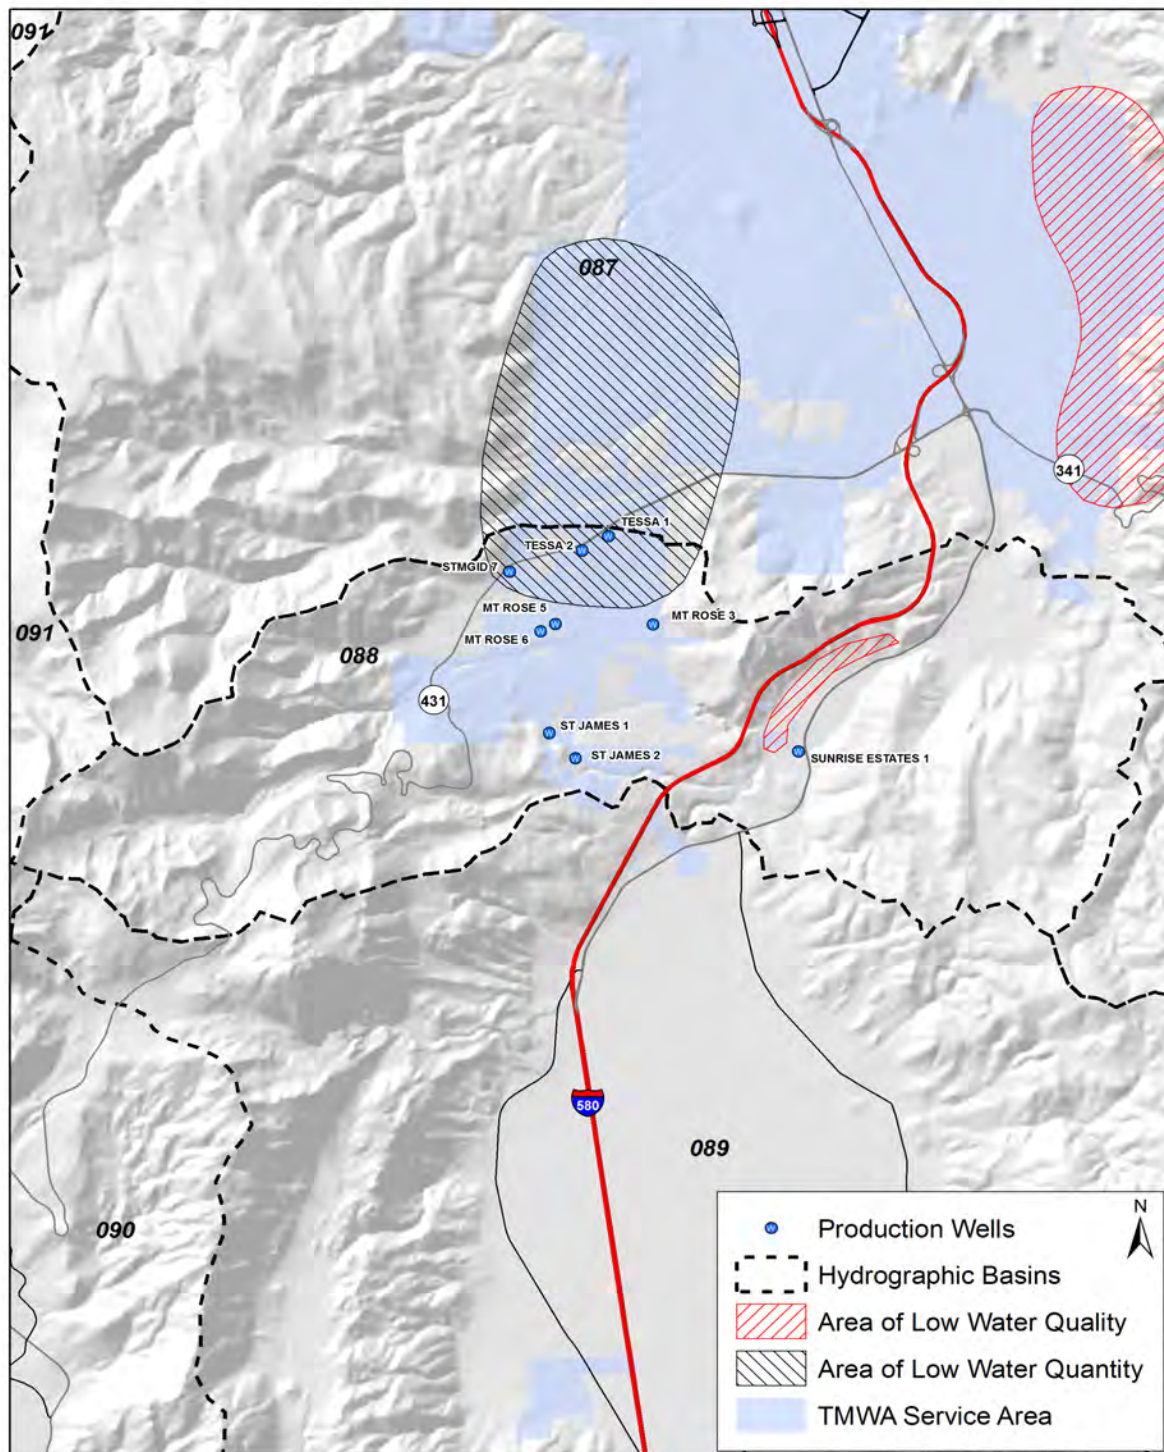 091
087
341
TESSA 1
TESSA 2
STMGID 7
MT ROSE 5
MT ROSE 3
091
MT ROSE 6
088
431
ST JAMES 1
ST JAMES 2
SUNRISE ESTATES 1
580
089
090
N
W Production Wells
Hydrographic Basins
Area of Low Water Quality
Area of Low Water Quantity
TMWA Service Area